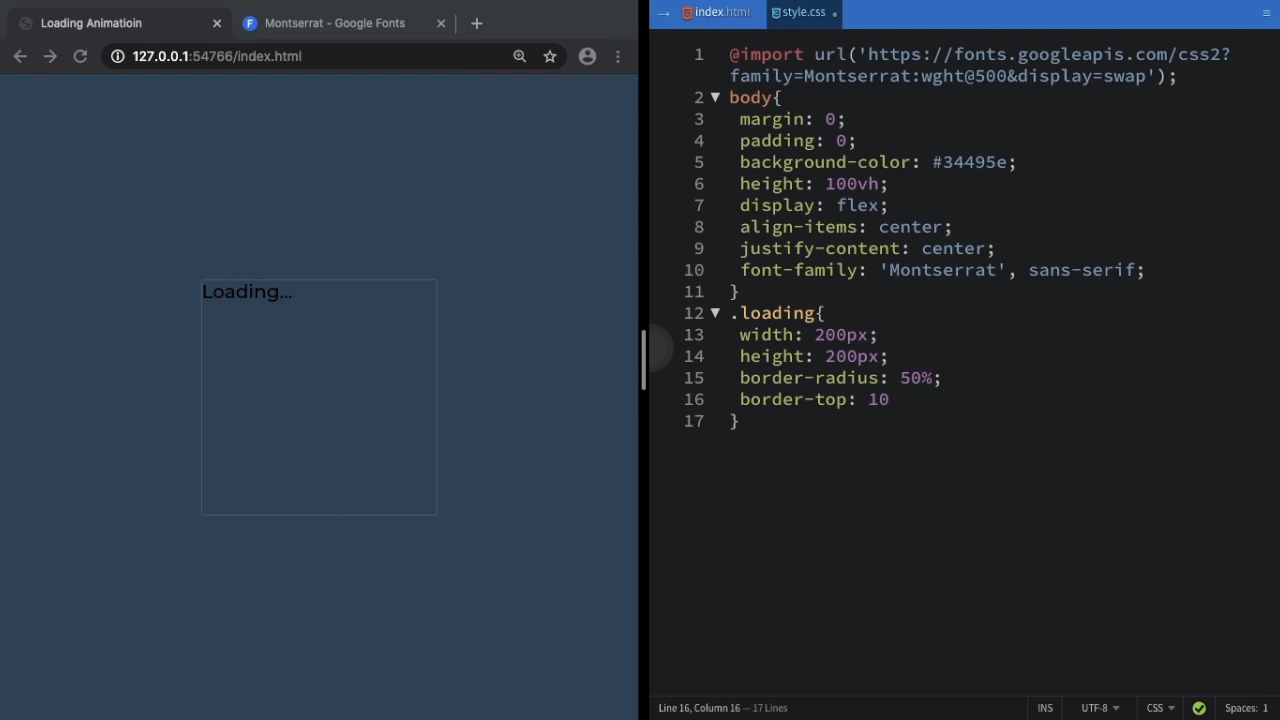 Loading Animatioin
Montserrat - Google Fonts
127.0.0.1:54766/index.html
Loading...
index.html
style.css
1 @import url('https://fonts.googleapis.com/css2?
family=Montserrat:wght@500&display=swap');
2 body{
3 margin: 0;
4 padding: 0;
5 background-color: #34495e;
6 height: 100vh;
7 display: flex;
8 align-items: center;
9 justify-content: center;
10 font-family: 'Montserrat', sans-serif;
11 }
12 .loading{
13 width: 200px;
14 height: 200px;
15 border-radius: 50%;
16 border-top: 10
17 }
Line 16, Column 16 — 17 Lines
INS
UTF-8
CSS
Spaces: 1